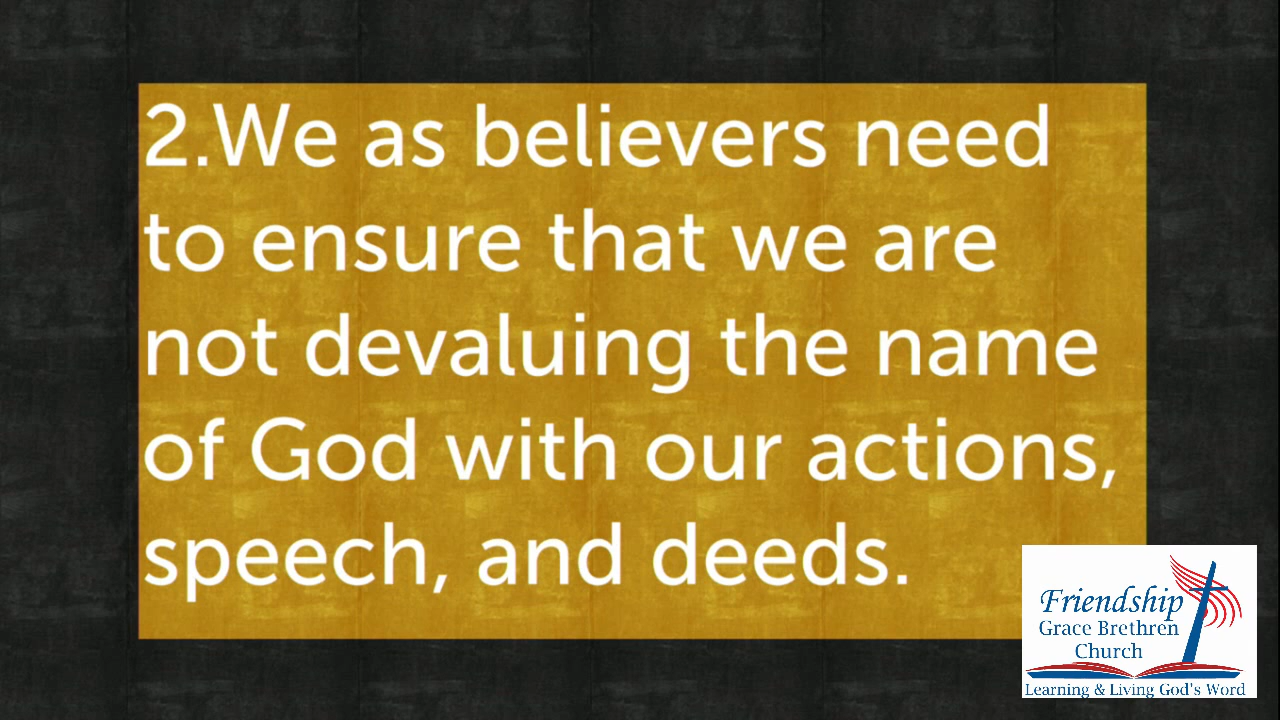 2.We as believers need
to ensure that we are
not devaluing the name
of God with our actions,
speech, and deeds.
Friendship
Grace Brethren
Church
Learning & Living God's Word